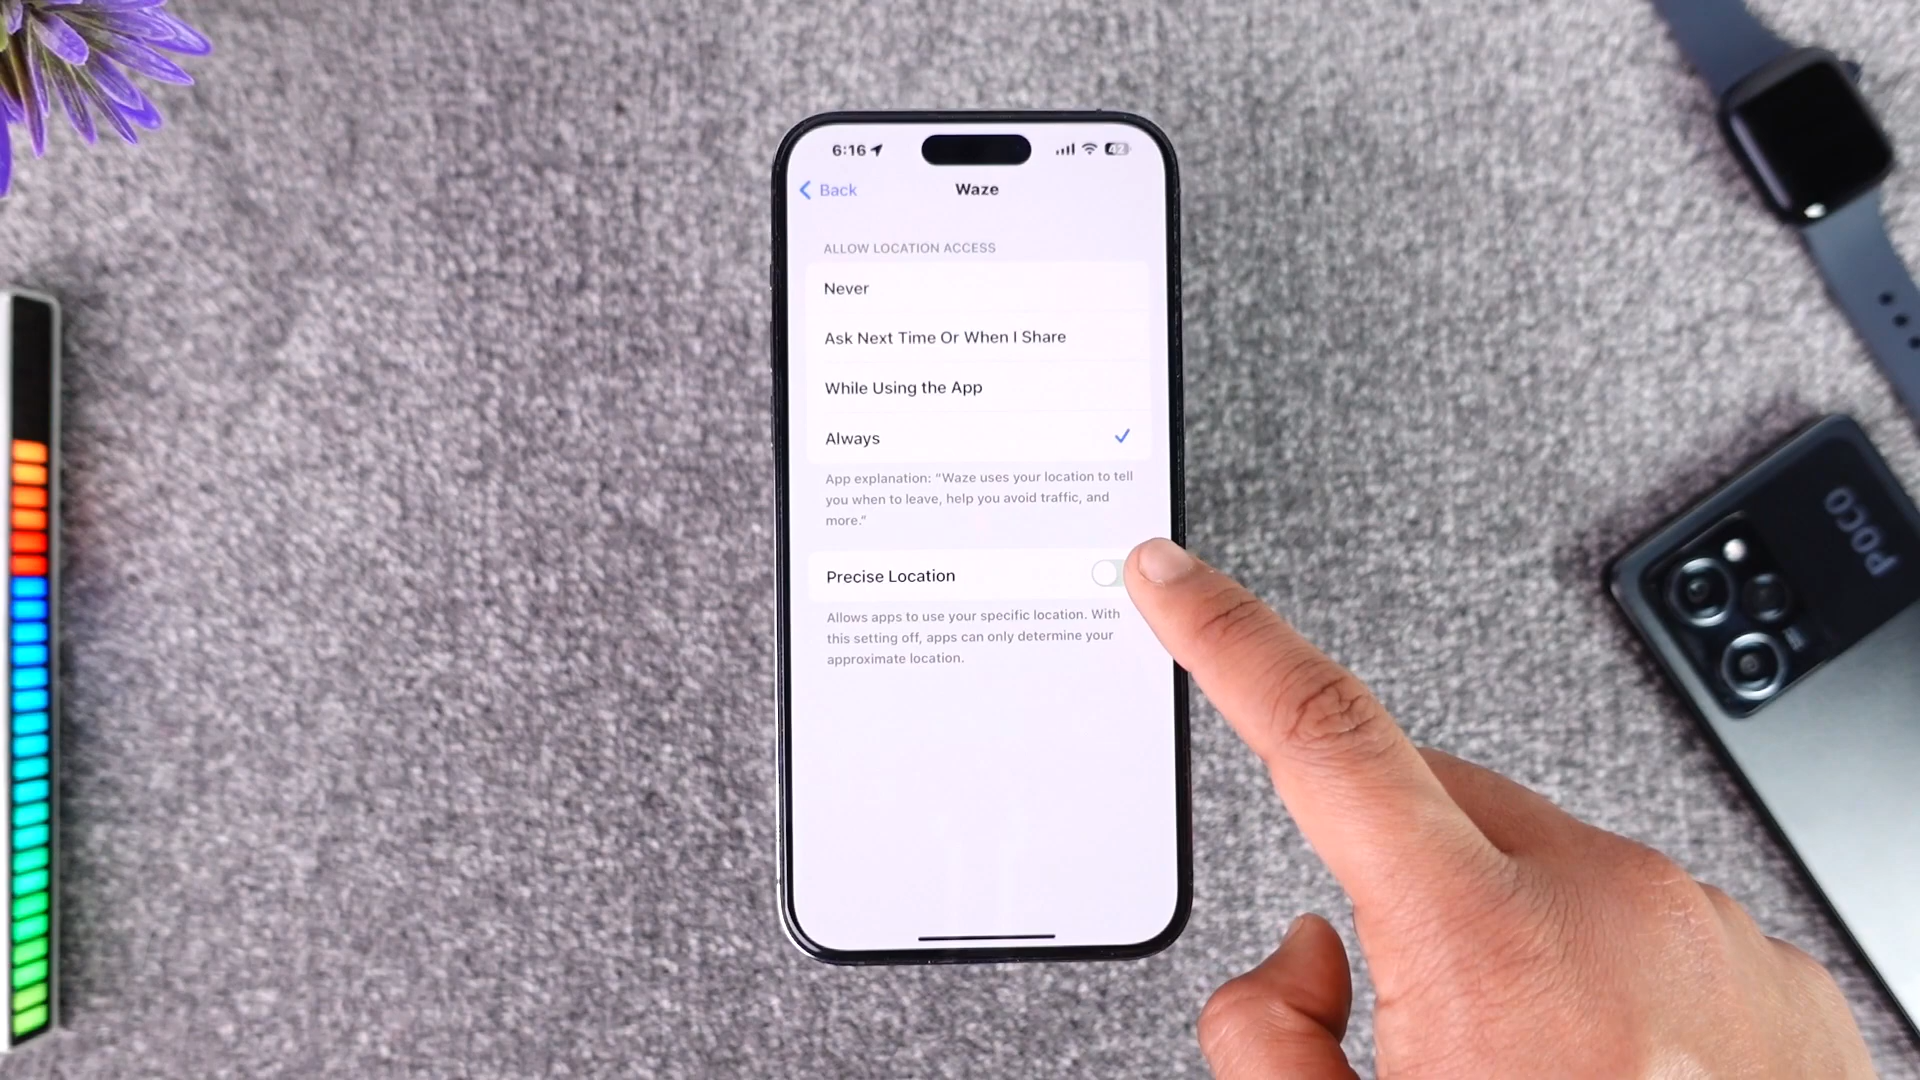 6:16
42
Back
Waze
ALLOW LOCATION ACCESS
Never
Ask Next Time Or When I Share
While Using the App
Always
App explanation: “Waze uses your location to tell
you when to leave, help you avoid traffic, and
more.”
Precise Location
Allows apps to use your specific location. With
this setting off, apps can only determine your
approximate location.
POCO